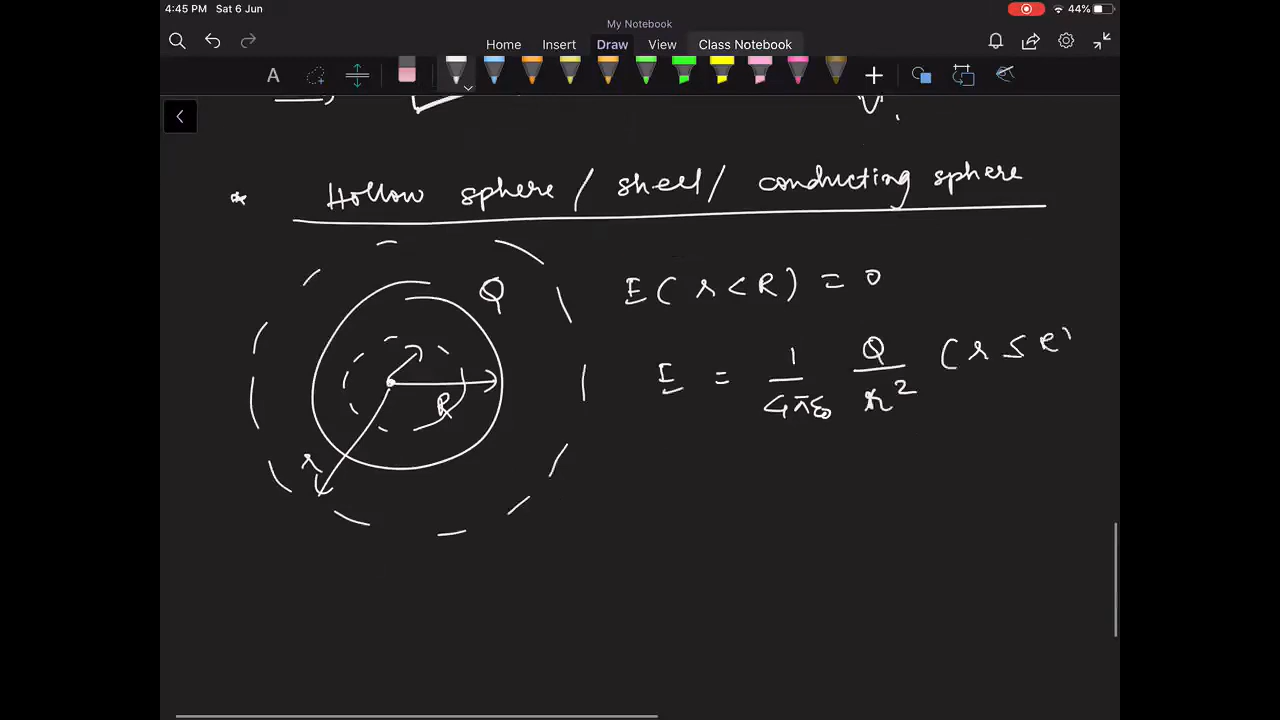 4:45 PM Sat 6 Jun
44%
My Notebook
Home Insert Draw View Class Notebook
A
* Hollow sphere / shell / conducting sphere
Q
R
r
E ( r < R ) = 0
E = 1/4πε0 Q/r² ( r ≤ R )